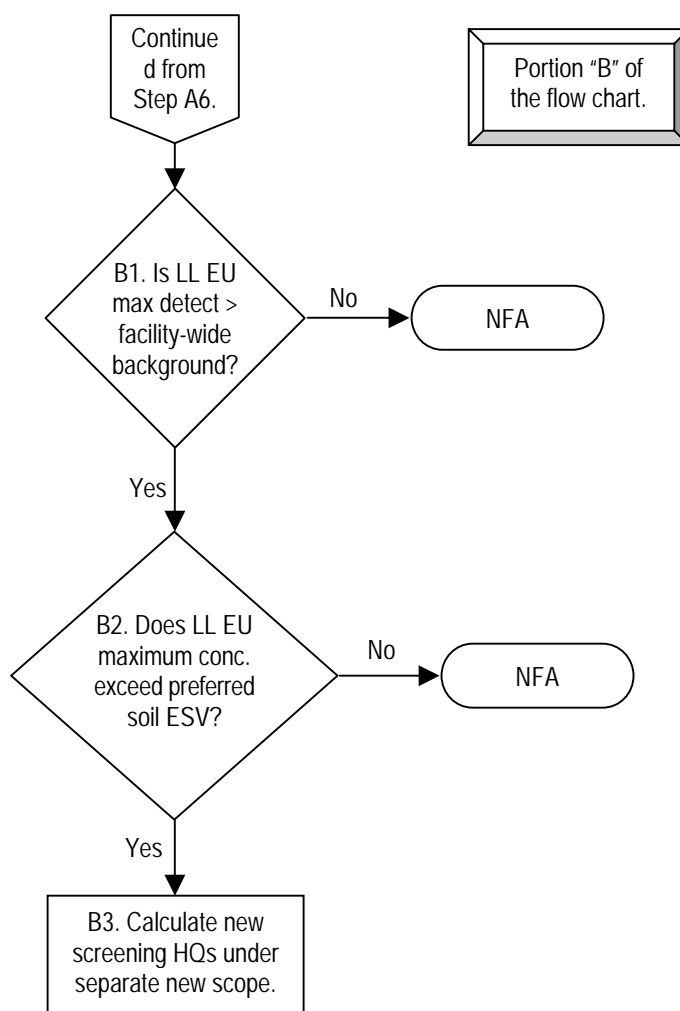 Continue
d from
Step A6.
Portion “B” of
the flow chart.
B1. Is LL EU
max detect >
facility-wide
background?
No
NFA
Yes
B2. Does LL EU
maximum conc.
exceed preferred
soil ESV?
No
NFA
Yes
B3. Calculate new
screening HQs under
separate new scope.